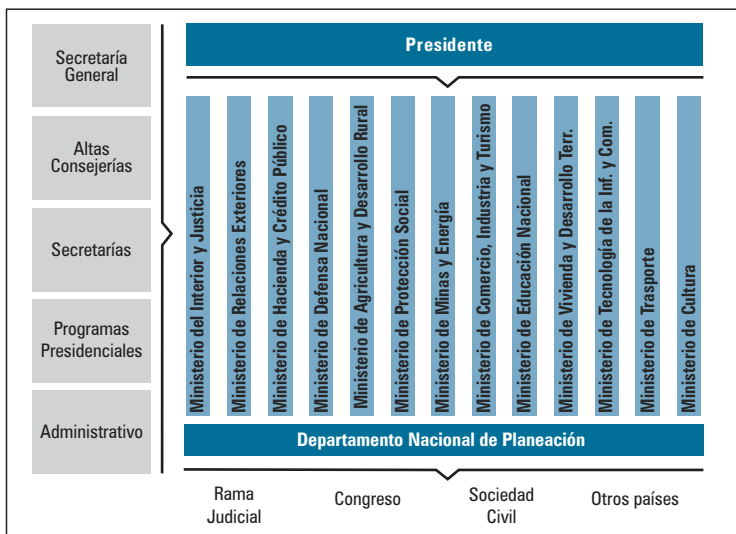 Secretaría
General
Altas
Consejerías
Secretarías
Programas
Presidenciales
Administrativo
Presidente
Ministerio del Interior y Justicia
Ministerio de Relaciones Exteriores
Ministerio de Hacienda y Crédito Público
Ministerio de Defensa Nacional
Ministerio de Agricultura y Desarrollo Rural
Ministerio de Protección Social
Ministerio de Minas y Energía
Ministerio de Comercio, Industria y Turismo
Ministerio de Educación Nacional
Ministerio de Vivienda y Desarrollo Terr.
Ministerio de Tecnología de la Inf. y Com.
Ministerio de Trasporte
Ministerio de Cultura
Departamento Nacional de Planeación
Rama
Judicial
Congreso
Sociedad
Civil
Otros países